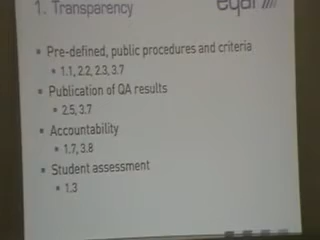 1. Transparency
eqar
• Pre-defined, public procedures and criteria
• 1.1, 2.2, 2.3, 3.7
• Publication of QA results
• 2.5, 3.7
• Accountability
• 1.7, 3.8
• Student assessment
• 1.3